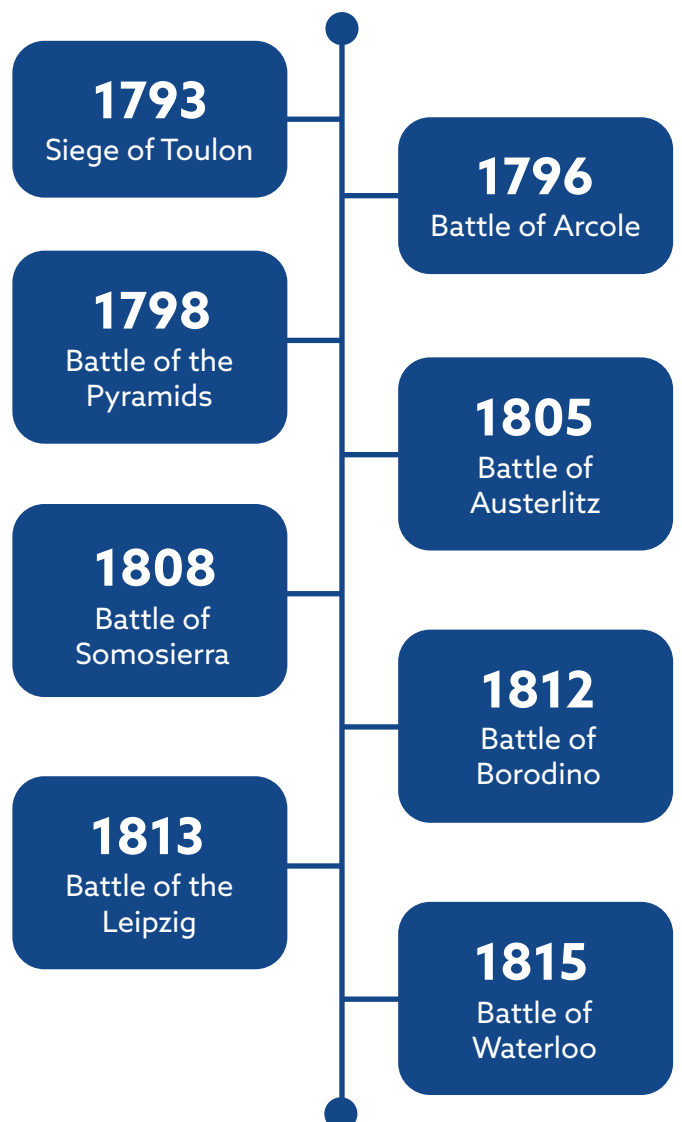 1793
Siege of Toulon
1796
Battle of Arcole
1798
Battle of the
Pyramids
1805
Battle of
Austerlitz
1808
Battle of
Somosierra
1812
Battle of
Borodino
1813
Battle of the
Leipzig
1815
Battle of
Waterloo